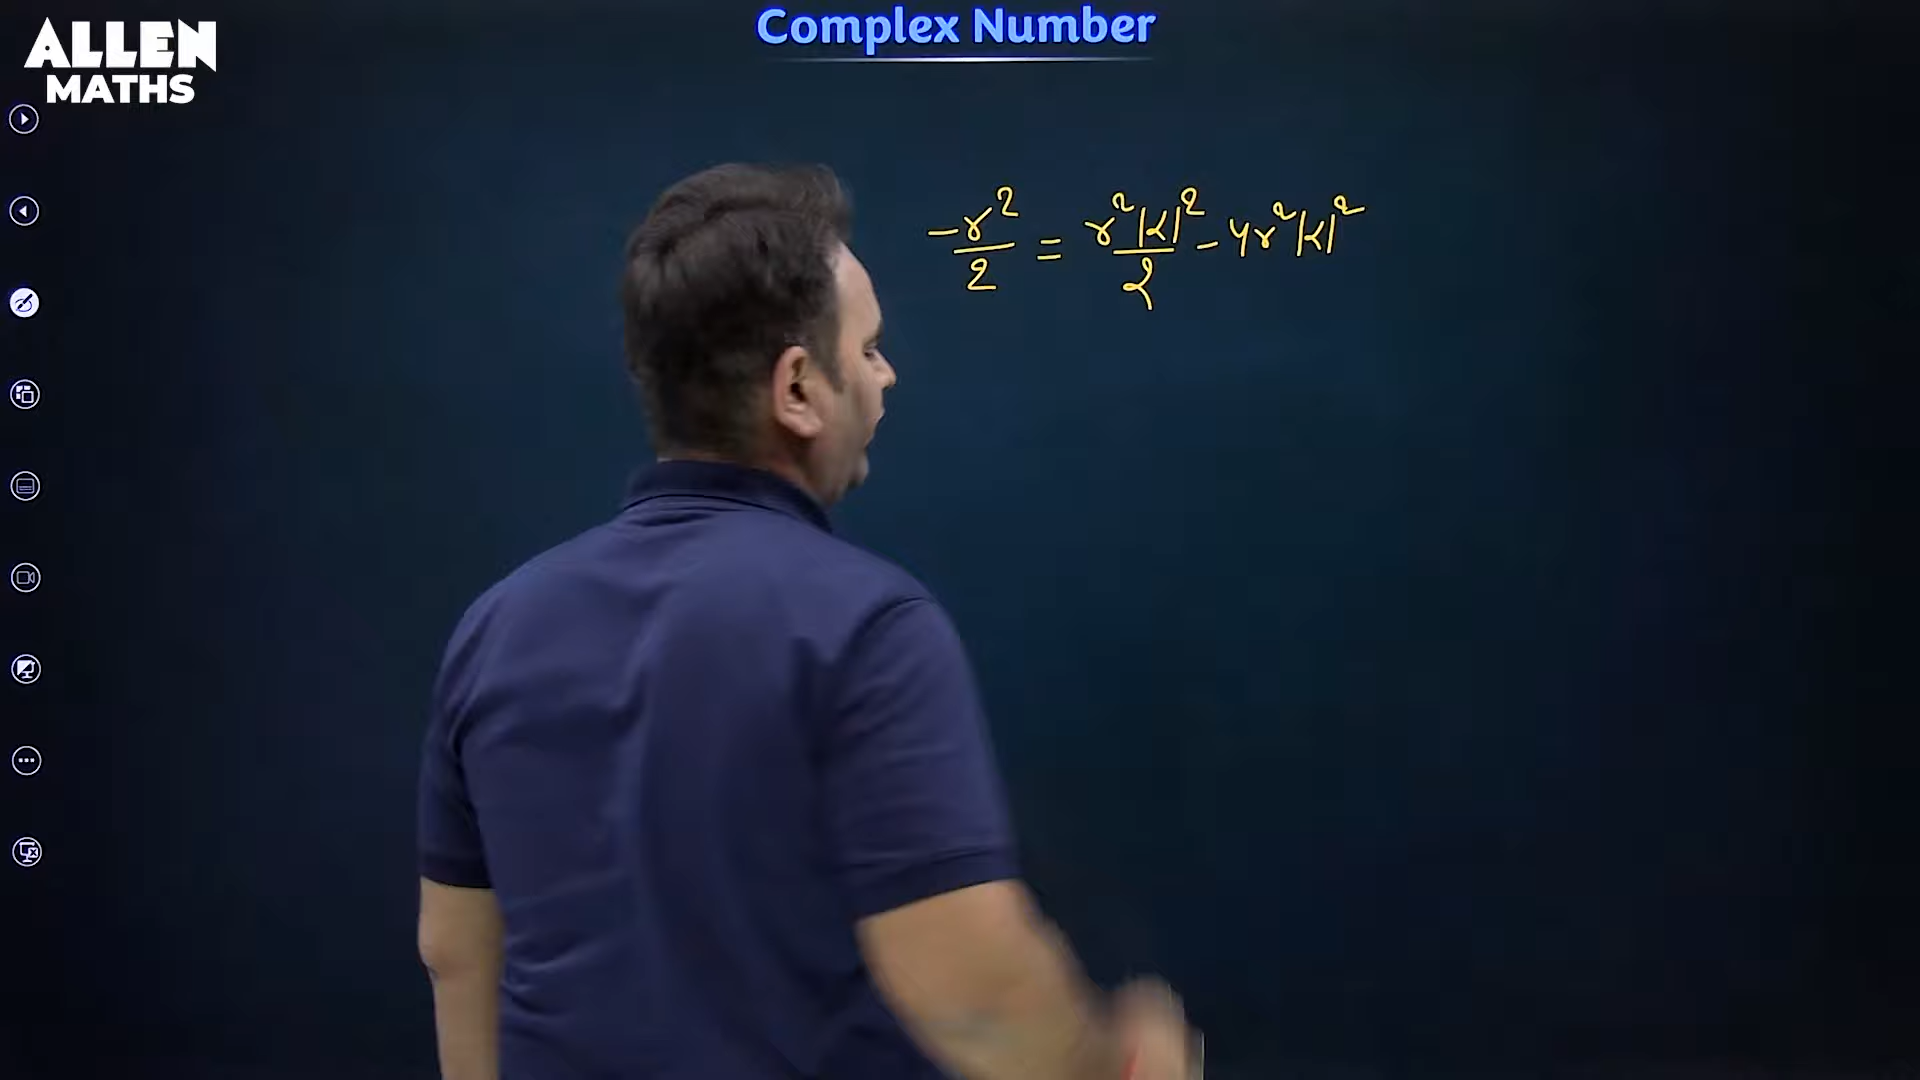 Complex Number
ALLEN
MATHS
-r²/2 = r²|α|²/2 - 4r²|α|²